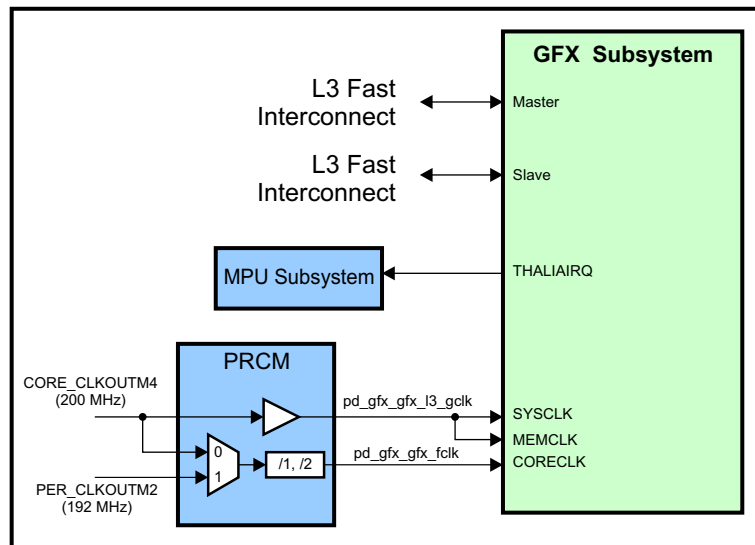 GFX Subsystem
L3 Fast
Interconnect
Master
L3 Fast
Interconnect
Slave
MPU Subsystem
THALIAIRQ
PRCM
CORE_CLKOUTM4
(200 MHz)
pd_gfx_gfx_l3_gclk
SYSCLK
MEMCLK
0
/1, /2
pd_gfx_gfx_fclk
CORECLK
1
PER_CLKOUTM2
(192 MHz)